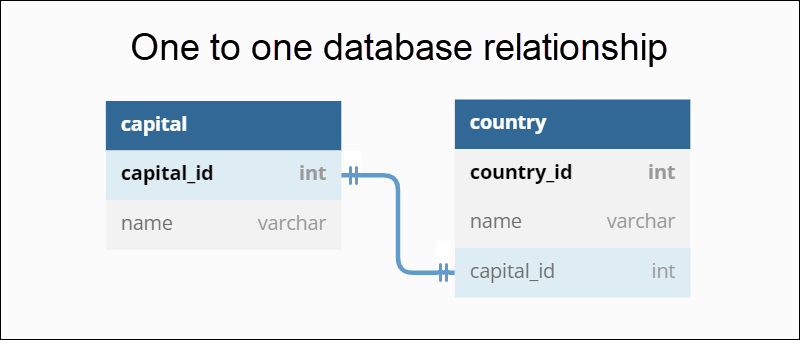 One to one database relationship
capital
capital_id int
name varchar
country
country_id int
name varchar
capital_id int